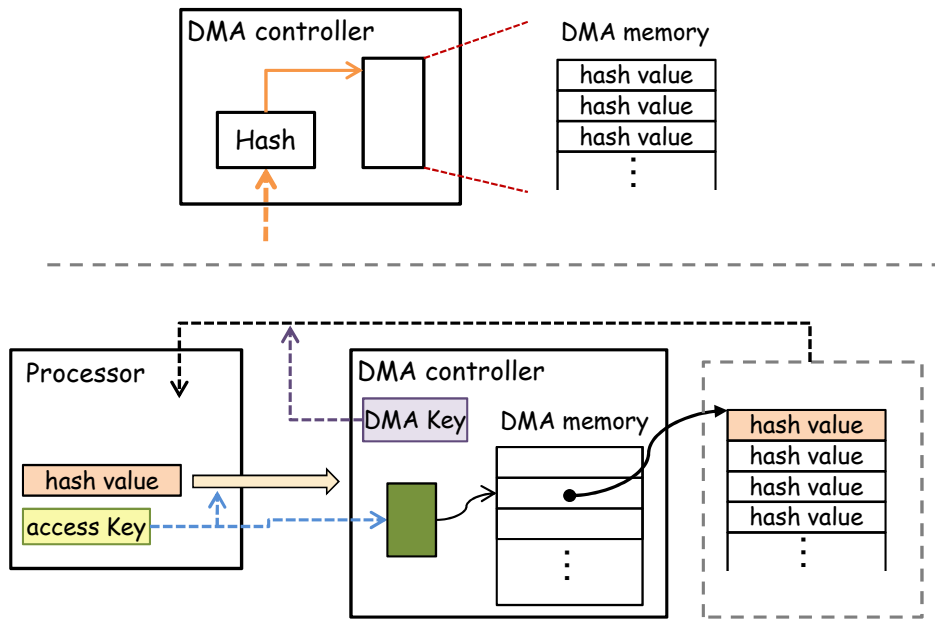 DMA controller
DMA memory
hash value
hash value
hash value
Hash
Processor
DMA controller
DMA Key
DMA memory
hash value
hash value
hash value
hash value
hash value
access Key